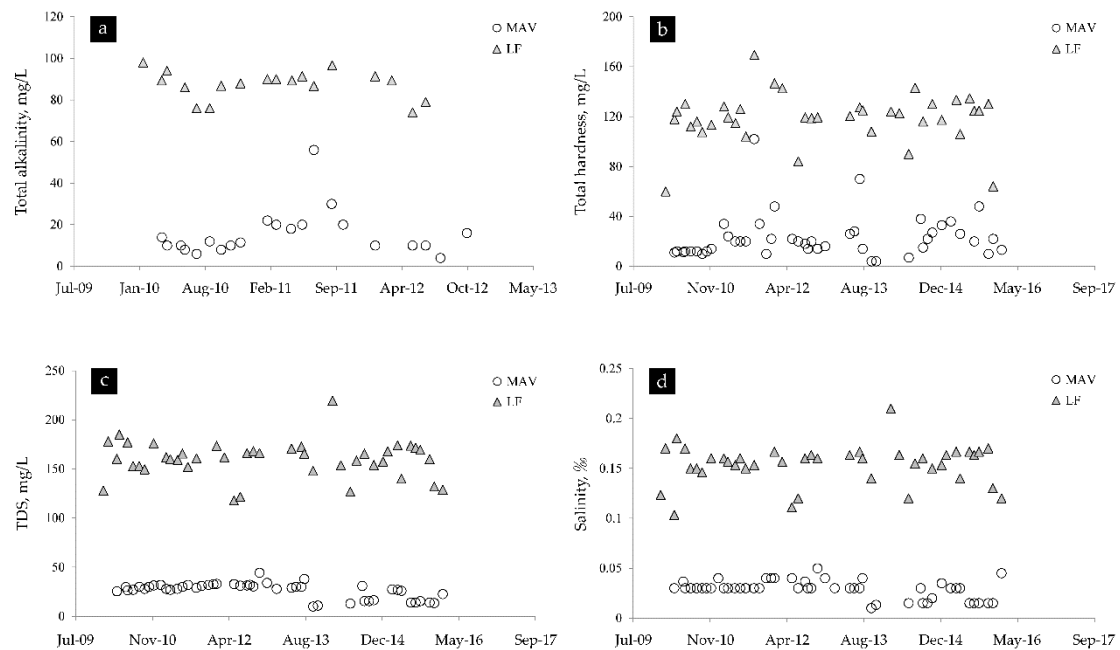 a
MAV
LF
Total alkalinity, mg/L
120
100
80
60
40
20
0
Jul-09 Jan-10 Aug-10 Feb-11 Sep-11 Apr-12 Oct-12 May-13
b
MAV
LF
Total hardness, mg/L
200
160
120
80
40
0
Jul-09 Nov-10 Apr-12 Aug-13 Dec-14 May-16 Sep-17
c
MAV
LF
TDS, mg/L
250
200
150
100
50
0
Jul-09 Nov-10 Apr-12 Aug-13 Dec-14 May-16 Sep-17
d
MAV
LF
Salinity, ‰
0.25
0.2
0.15
0.1
0.05
0
Jul-09 Nov-10 Apr-12 Aug-13 Dec-14 May-16 Sep-17